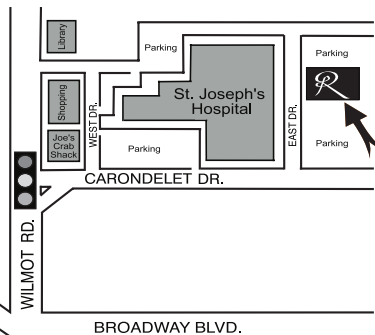 Library
Parking
Parking
Shopping
WEST DR.
St. Joseph's
Hospital
EAST DR.
R
Joe's
Crab
Shack
Parking
Parking
CARONDELET DR.
WILMOT RD.
BROADWAY BLVD.